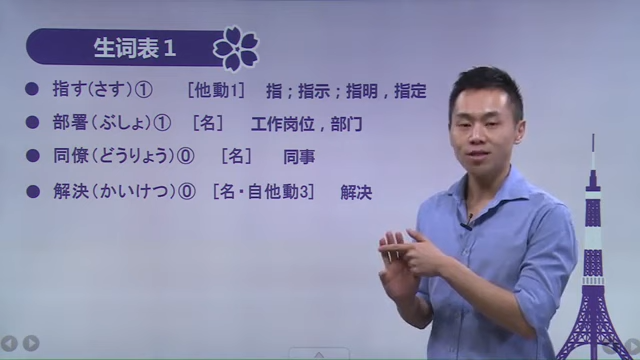 生词表1
● 指す(さす)① [他動1] 指；指示；指明，指定
● 部署（ぶしょ）① [名] 工作岗位，部门
● 同僚（どうりょう）⓪ [名] 同事
● 解決（かいけつ）⓪ [名・自他動3] 解决